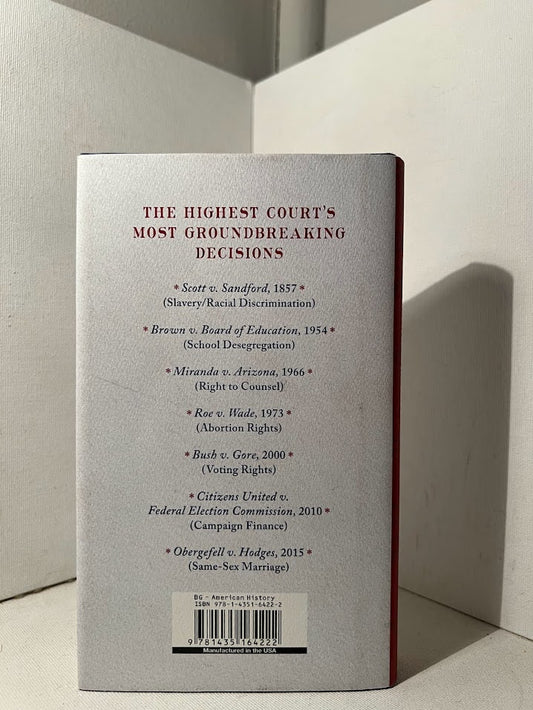 THE HIGHEST COURT'S
MOST GROUNDBREAKING
DECISIONS
* Scott v. Sandford, 1857 *
(Slavery/Racial Discrimination)
* Brown v. Board of Education, 1954 *
(School Desegregation)
* Miranda v. Arizona, 1966 *
(Right to Counsel)
* Roe v. Wade, 1973 *
(Abortion Rights)
* Bush v. Gore, 2000 *
(Voting Rights)
* Citizens United v.
Federal Election Commission, 2010 *
(Campaign Finance)
* Obergefell v. Hodges, 2015 *
(Same-Sex Marriage)
BG - American History
ISBN 978-1-4351-6422-2
9 781435 164222
Manufactured in the USA